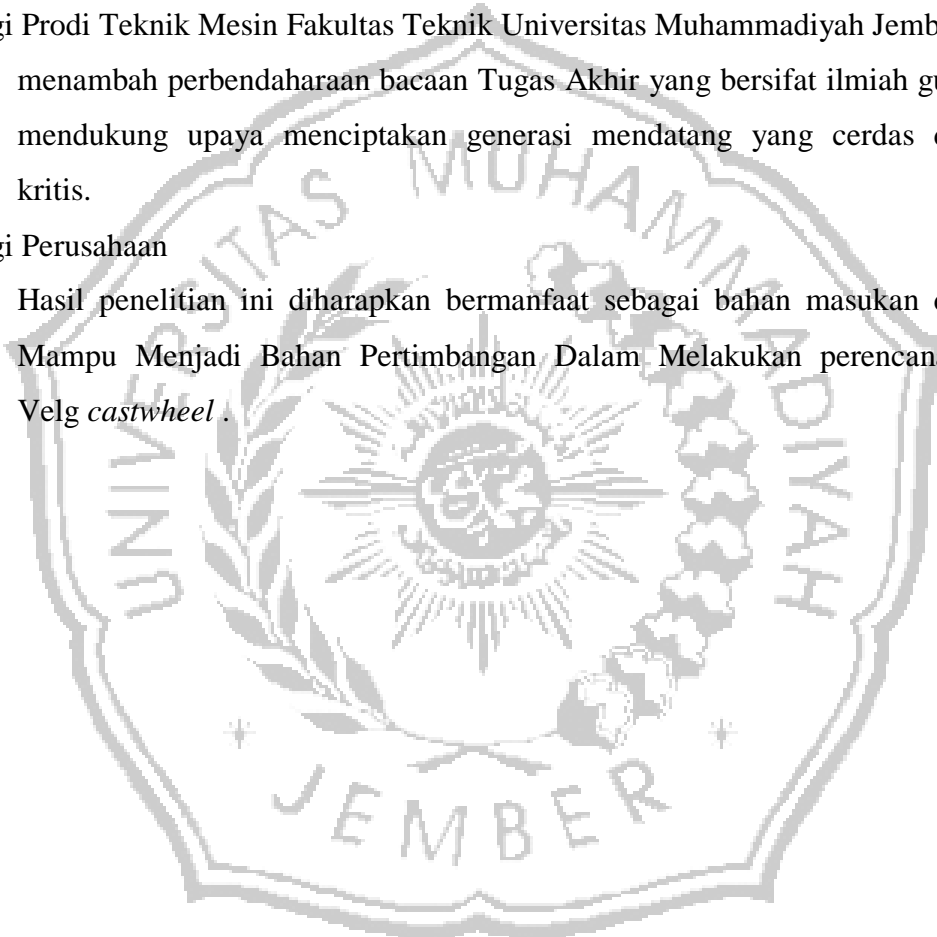 gi Prodi Teknik Mesin Fakultas Teknik Universitas Muhammadiyah Jemb
menambah perbendaharaan bacaan Tugas Akhir yang bersifat ilmiah gu
mendukung upaya menciptakan generasi mendatang yang cerdas
kritis.
gi Perusahaan
Hasil penelitian ini diharapkan bermanfaat sebagai bahan masukan
Mampu Menjadi Bahan Pertimbangan Dalam Melakukan perencana
Velg castwheel .
UNIVERSITAS MUHAMMADIYAH
JEMBER